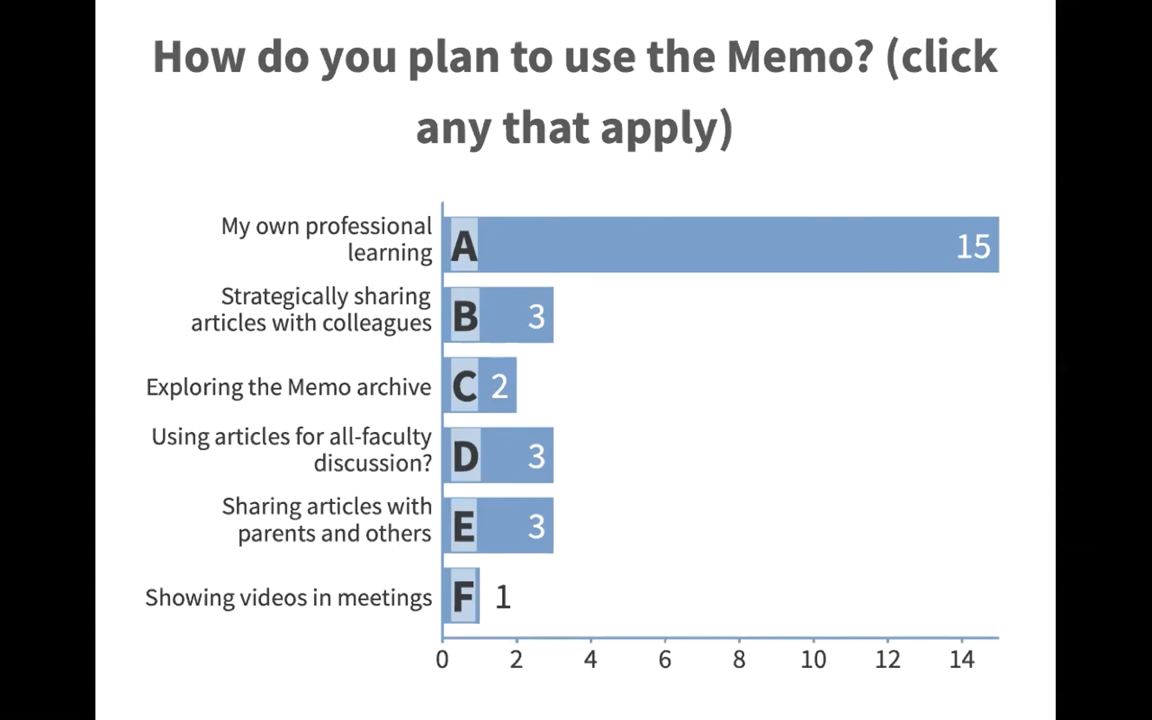 How do you plan to use the Memo? (click
any that apply)
My own professional
learning
A
15
Strategically sharing
articles with colleagues
B
3
Exploring the Memo archive
C
2
Using articles for all-faculty
discussion?
D
3
Sharing articles with
parents and others
E
3
Showing videos in meetings
F
1
0 2 4 6 8 10 12 14